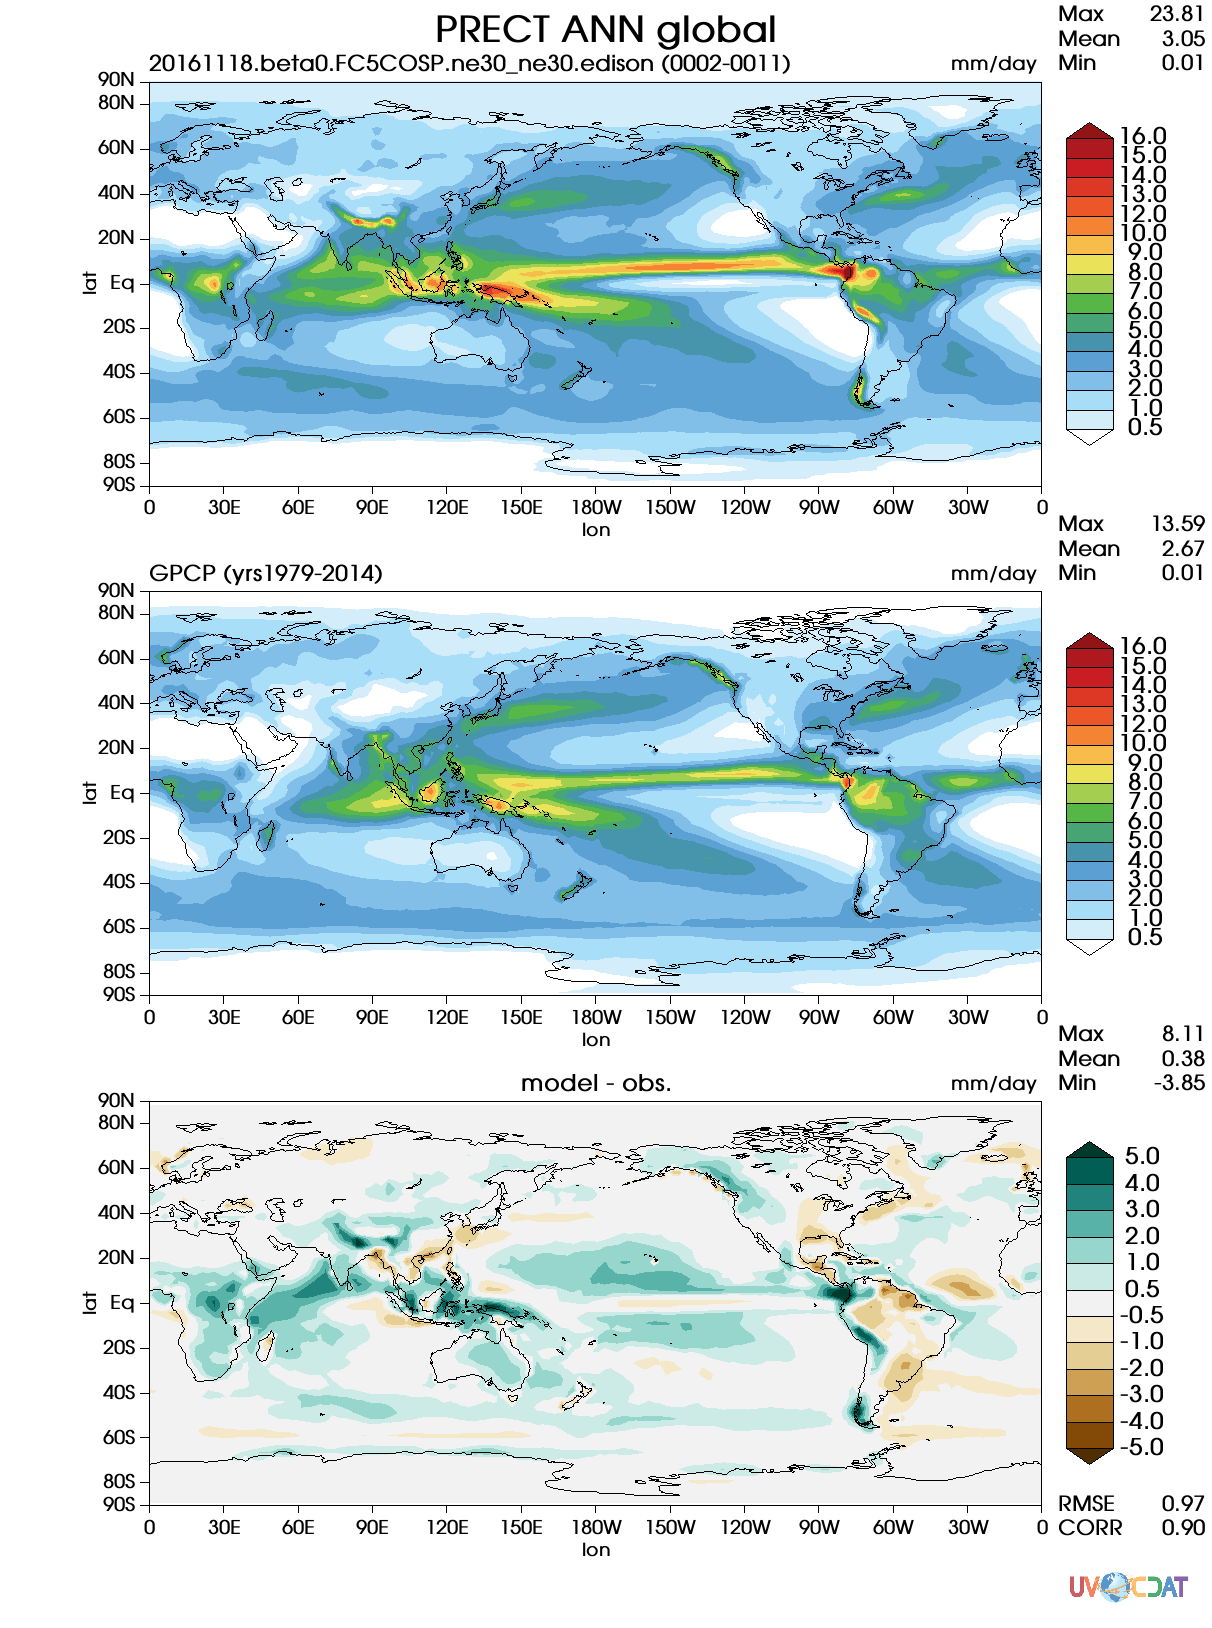 PRECT ANN global
20161118.beta0.FC5COSP.ne30_ne30.edison (0002-0011)
mm/day
Max 23.81
Mean 3.05
Min 0.01
90N
80N
60N
40N
20N
Eq
20S
40S
60S
80S
90S
lat
0 30E 60E 90E 120E 150E 180W 150W 120W 90W 60W 30W 0
lon
16.0
15.0
14.0
13.0
12.0
10.0
9.0
8.0
7.0
6.0
5.0
4.0
3.0
2.0
1.0
0.5
GPCP (yrs1979-2014)
mm/day
Max 13.59
Mean 2.67
Min 0.01
90N
80N
60N
40N
20N
Eq
20S
40S
60S
80S
90S
lat
0 30E 60E 90E 120E 150E 180W 150W 120W 90W 60W 30W 0
lon
16.0
15.0
14.0
13.0
12.0
10.0
9.0
8.0
7.0
6.0
5.0
4.0
3.0
2.0
1.0
0.5
model - obs.
mm/day
Max 8.11
Mean 0.38
Min -3.85
90N
80N
60N
40N
20N
Eq
20S
40S
60S
80S
90S
lat
0 30E 60E 90E 120E 150E 180W 150W 120W 90W 60W 30W 0
lon
5.0
4.0
3.0
2.0
1.0
0.5
-0.5
-1.0
-2.0
-3.0
-4.0
-5.0
RMSE 0.97
CORR 0.90
UV CDAT